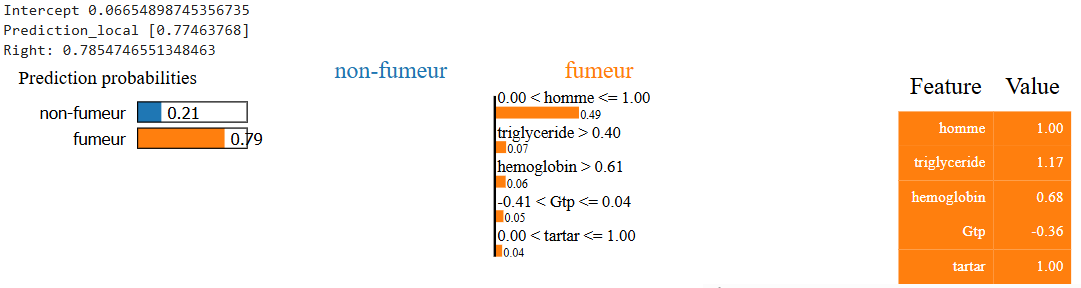 Intercept 0.06654898745356735
Prediction_local [0.77463768]
Right: 0.7854746551348463
Prediction probabilities
non-fumeur 0.21
fumeur 0.79
non-fumeur fumeur
0.00 < homme <= 1.00
0.49
triglyceride > 0.40
0.07
hemoglobin > 0.61
0.06
-0.41 < Gtp <= 0.04
0.05
0.00 < tartar <= 1.00
0.04
Feature Value
homme 1.00
triglyceride 1.17
hemoglobin 0.68
Gtp -0.36
tartar 1.00